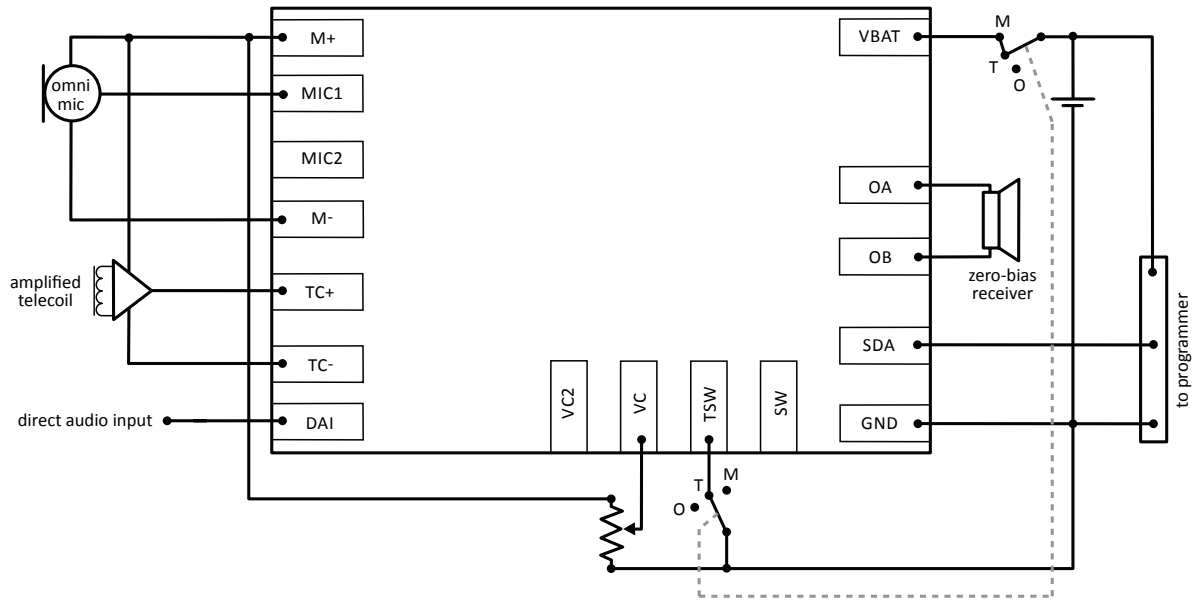 M+
MIC1
MIC2
M-
TC+
TC-
DAI
omni
mic
amplified
telecoil
direct audio input
VC2
VC
TSW
SW
VBAT
OA
OB
SDA
GND
M
T
O
zero-bias
receiver
to programmer
T
M
O